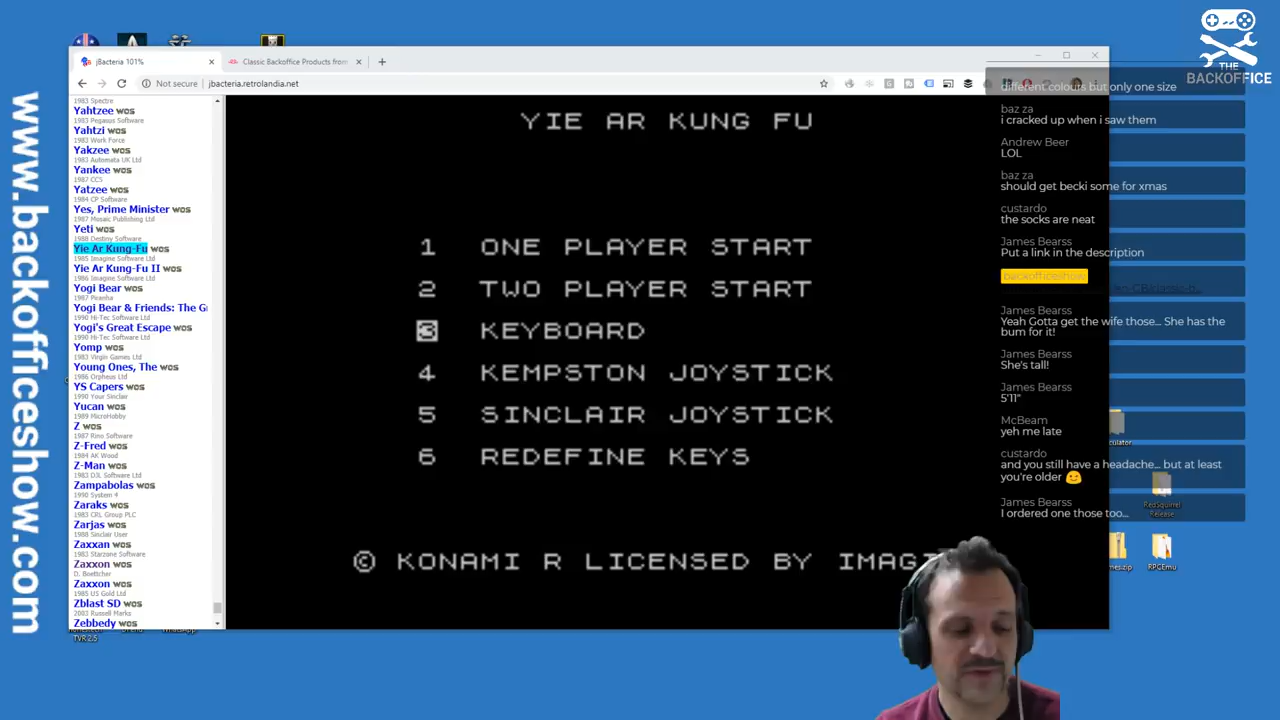 THE
BACKOFFICE
www.backofficeshow.com
jBacteria 101%
Classic Backoffice Products from
Not secure
jbacteria.retrolandia.net
1983 Spectre
Yahtzee wos
1983 Pegasus Software
Yahtzi wos
1983 Work Force
Yakzee wos
1983 Automata UK Ltd
Yankee wos
1987 CCS
Yatzee wos
1984 CP Software
Yes, Prime Minister wos
1987 Mosaic Publishing Ltd
Yeti wos
1988 Destiny Software
Yie Ar Kung-Fu wos
1985 Imagine Software Ltd
Yie Ar Kung-Fu II wos
1986 Imagine Software Ltd
Yogi Bear wos
1987 Piranha
Yogi Bear & Friends: The Gr
1990 Hi-Tec Software Ltd
Yogi's Great Escape wos
1990 Hi-Tec Software Ltd
Yomp wos
1983 Virgin Games Ltd
Young Ones, The wos
1986 Orpheus Ltd
YS Capers wos
1990 Your Sinclair
Yucan wos
1989 MicroHobby
Z wos
1987 Rino Software
Z-Fred wos
1984 AK Wood
Z-Man wos
1983 DJL Software Ltd
Zampabolas wos
1990 System 4
Zaraks wos
1983 CRL Group PLC
Zarjas wos
1988 Sinclair User
Zaxxan wos
1983 Starzone Software
Zaxxon wos
D. Boettcher
Zaxxon wos
1985 US Gold Ltd
Zblast SD wos
2003 Russell Marks
Zebbedy wos
YIE AR KUNG FU
1 ONE PLAYER START
2 TWO PLAYER START
3 KEYBOARD
4 KEMPSTON JOYSTICK
5 SINCLAIR JOYSTICK
6 REDEFINE KEYS
© KONAMI R LICENSED BY IMAGI
different colours but only one size
baz za
i cracked up when i saw them
Andrew Beer
LOL
baz za
should get becki some for xmas
custardo
the socks are neat
James Bearss
Put a link in the description
backofficeshow
James Bearss
Yeah Gotta get the wife those... She has the
bum for it!
James Bearss
She's tall!
James Bearss
5'11"
McBeam
yeh me late
custardo
and you still have a headache... but at least
you're older
James Bearss
I ordered one those too...
RedSquirrel
Release
RPCEmu
TVR 2.5